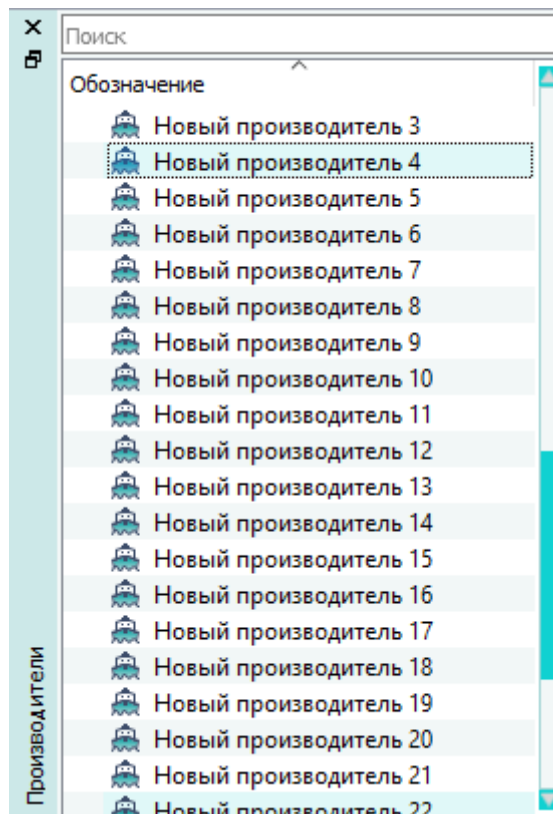 Поиск
Обозначение
Новый производитель 3
Новый производитель 4
Новый производитель 5
Новый производитель 6
Новый производитель 7
Новый производитель 8
Новый производитель 9
Новый производитель 10
Новый производитель 11
Новый производитель 12
Новый производитель 13
Новый производитель 14
Новый производитель 15
Новый производитель 16
Новый производитель 17
Новый производитель 18
Новый производитель 19
Новый производитель 20
Новый производитель 21
Новый производитель 22
Производители